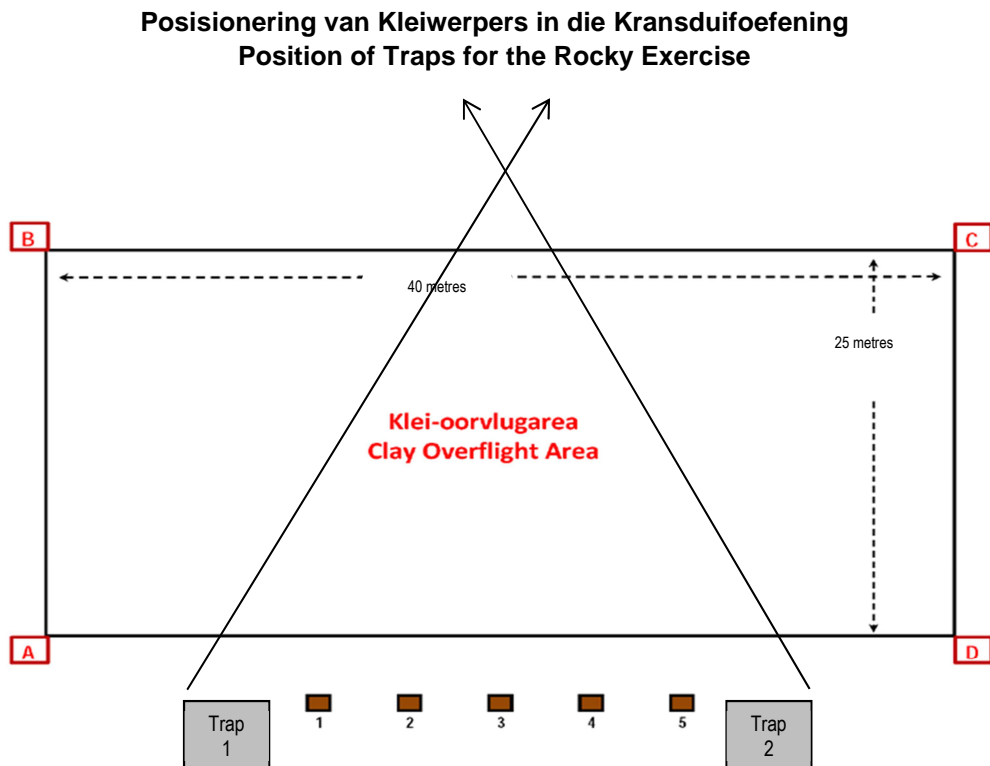 Posisionering van Kleiwerpers in die Kransduifoefening
Position of Traps for the Rocky Exercise
B
C
40 metres
25 metres
Klei-oorvlugarea
Clay Overflight Area
A
D
Trap
1
1
2
3
4
5
Trap
2